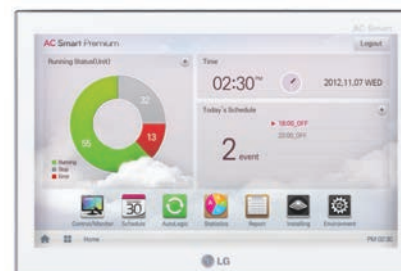 AC Smart
AC Smart Premium
Logout
Running Status(Unit)
Time
02:30 PM
2012.11.07 WED
Today's Schedule
18:00_OFF
20:00_OFF
2 event
32
13
55
Running
Stop
Error
30
Control/Monitor
Schedule
AutoLogic
Statistics
Report
Installing
Environment
Home
PM 02:30
LG